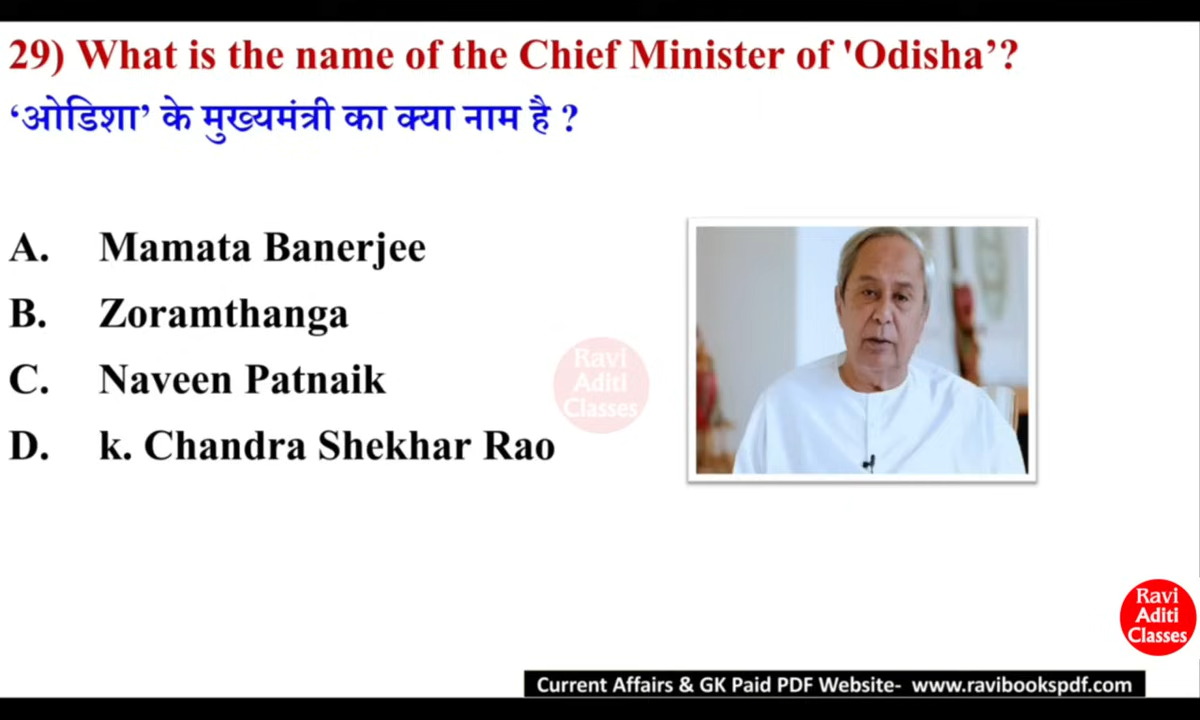 29) What is the name of the Chief Minister of 'Odisha’?
‘ओडिशा’ के मुख्यमंत्री का क्या नाम है ?
A. Mamata Banerjee
B. Zoramthanga
C. Naveen Patnaik
D. k. Chandra Shekhar Rao
Ravi
Aditi
Classes
Ravi
Aditi
Classes
Current Affairs & GK Paid PDF Website- www.ravibookspdf.com